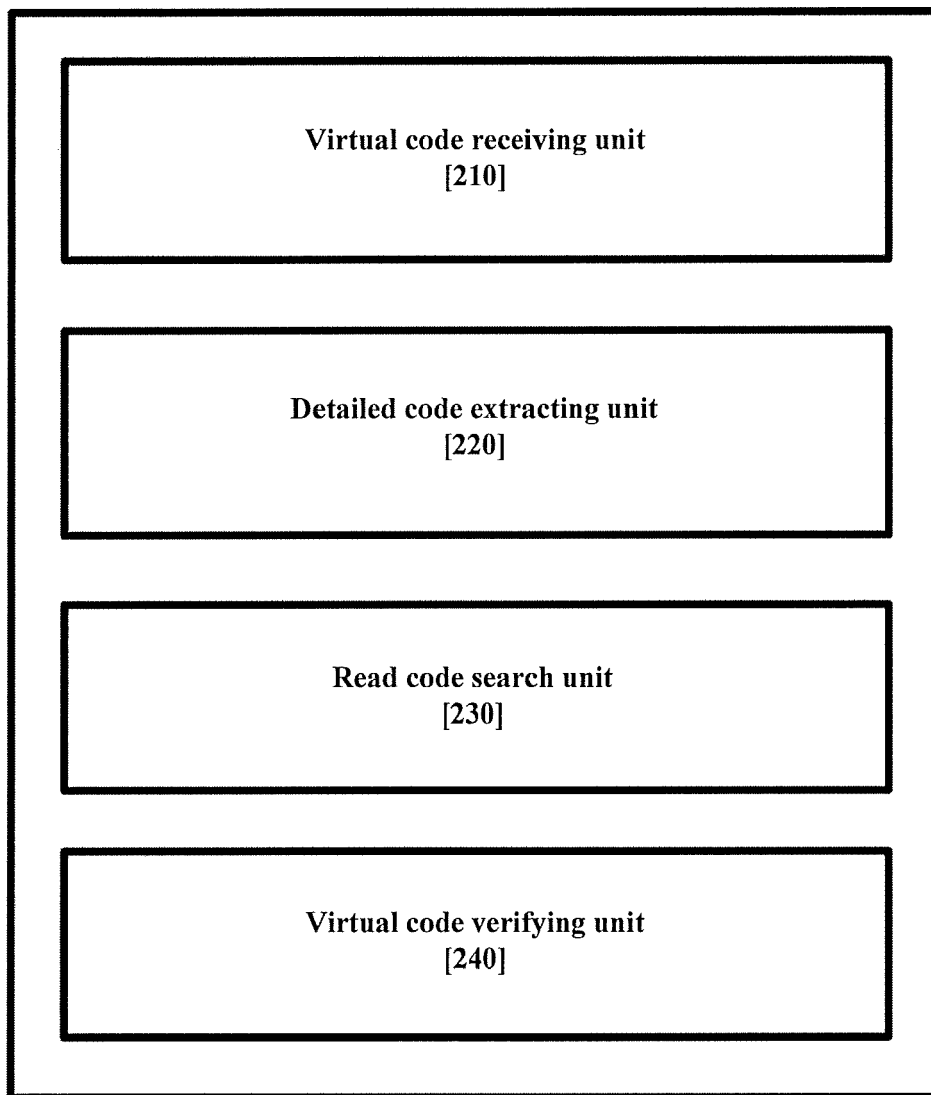 Virtual code receiving unit
[210]
Detailed code extracting unit
[220]
Read code search unit
[230]
Virtual code verifying unit
[240]